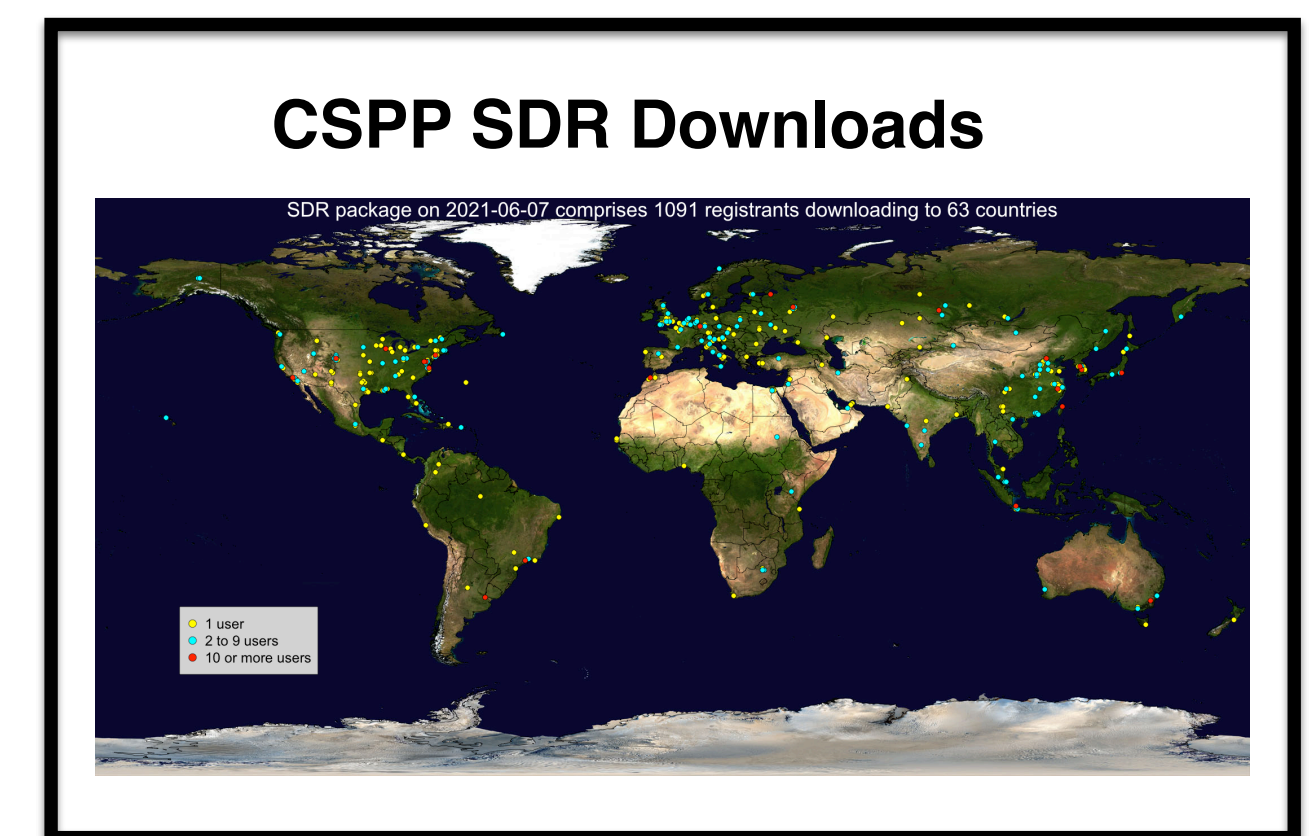 CSPP SDR Downloads
SDR package on 2021-06-07 comprises 1091 registrants downloading to 63 countries
1 user
2 to 9 users
10 or more users